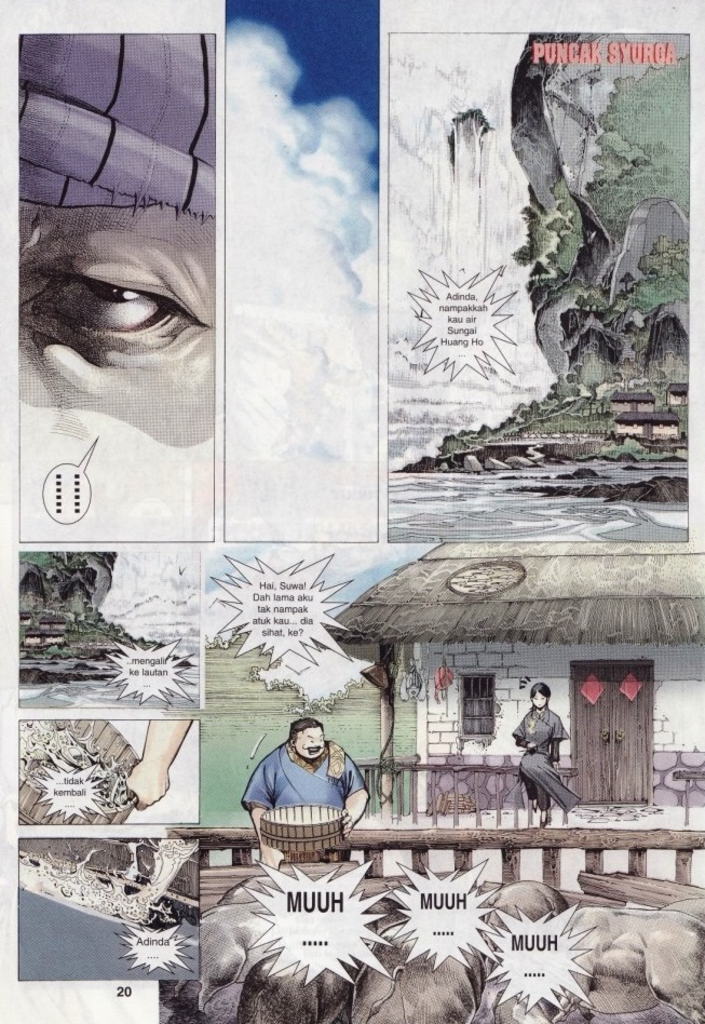 PUNCAK SYURGA
Adinda,
nampakkah
kau air
Sungai
Huang Ho
...
Hai, Suwa!
Dah lama aku
tak nampak
atuk kau... dia
sihat, ke?
..mengalir
ke lautan
...
...tidak
kembali
....
Adinda
....
MUUH
.....
MUUH
.....
MUUH
.....
20